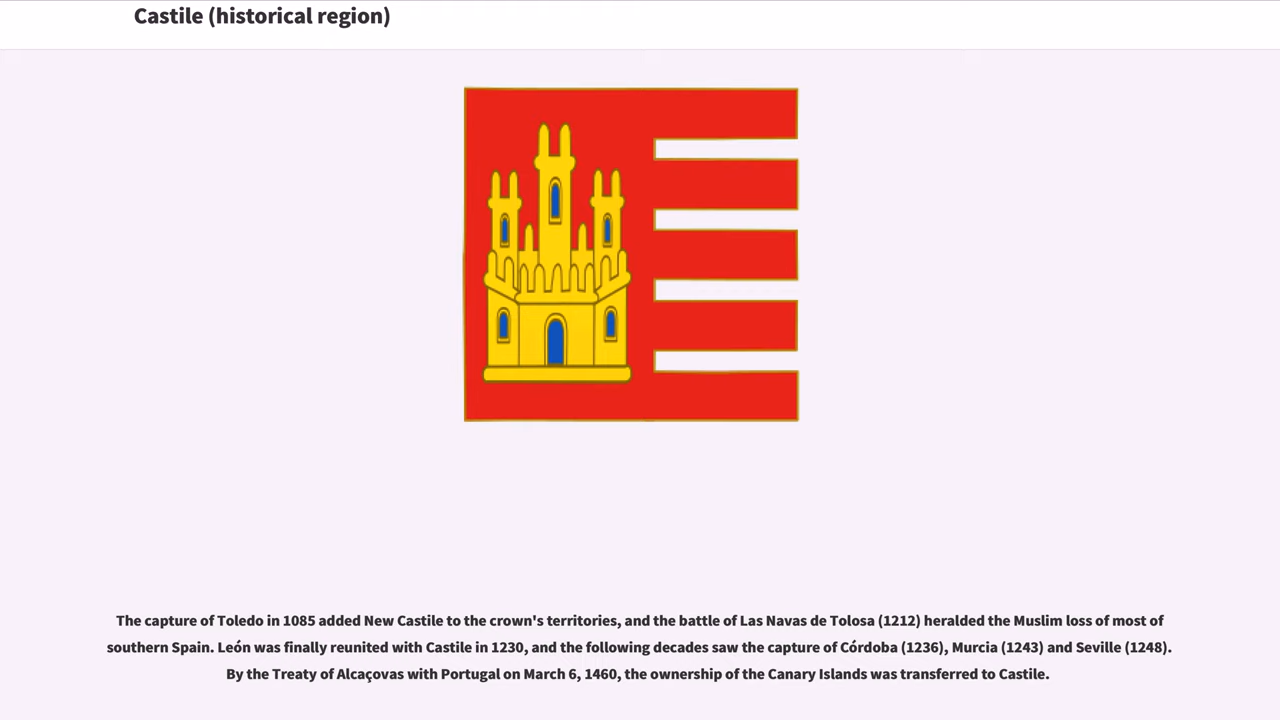 Castile (historical region)
The capture of Toledo in 1085 added New Castile to the crown's territories, and the battle of Las Navas de Tolosa (1212) heralded the Muslim loss of most of
southern Spain. León was finally reunited with Castile in 1230, and the following decades saw the capture of Córdoba (1236), Murcia (1243) and Seville (1248).
By the Treaty of Alcaçovas with Portugal on March 6, 1460, the ownership of the Canary Islands was transferred to Castile.